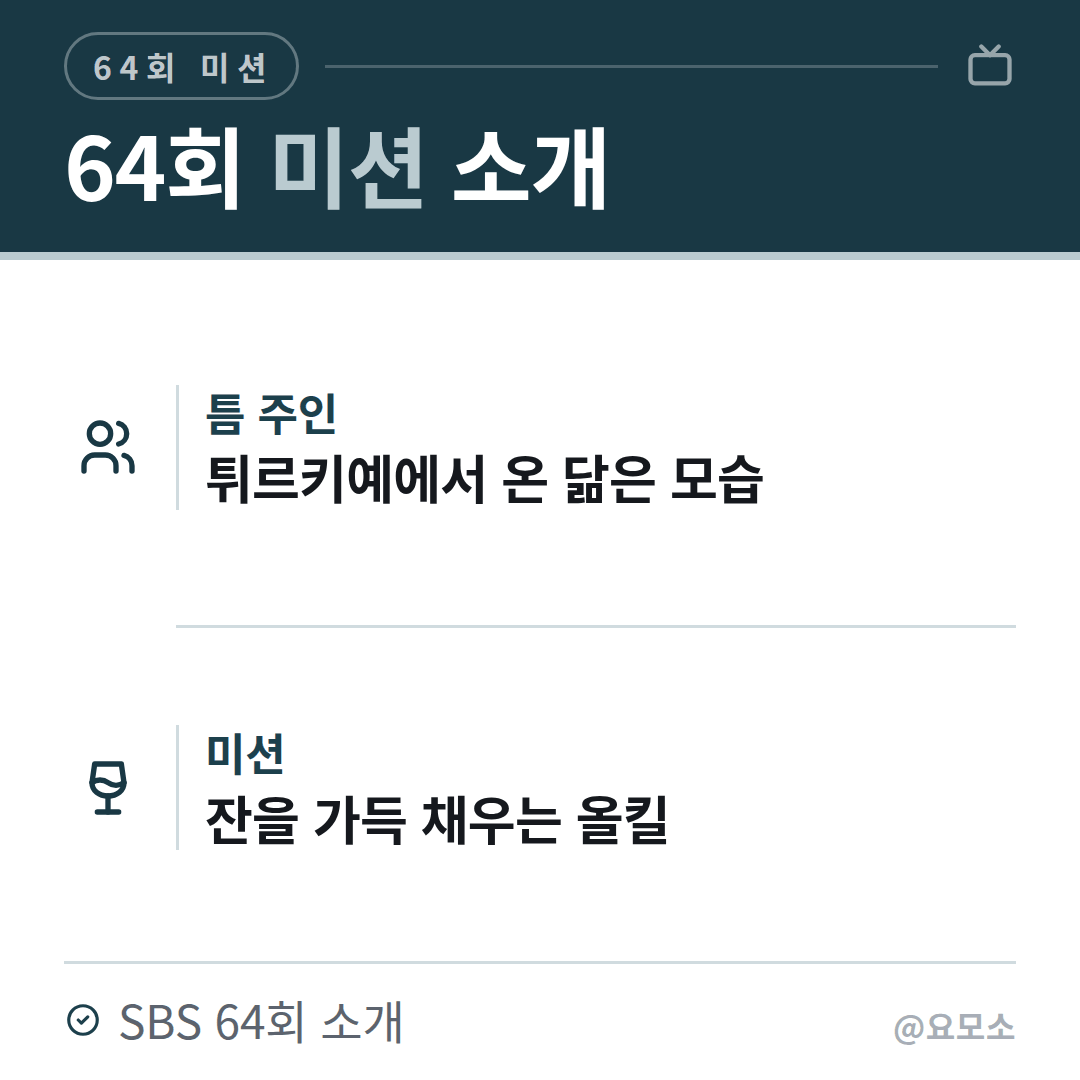 64회 미션
64회 미션 소개
틈 주인
튀르키예에서 온 닮은 모습
미션
잔을 가득 채우는 올킬
SBS 64회 소개
@요모소